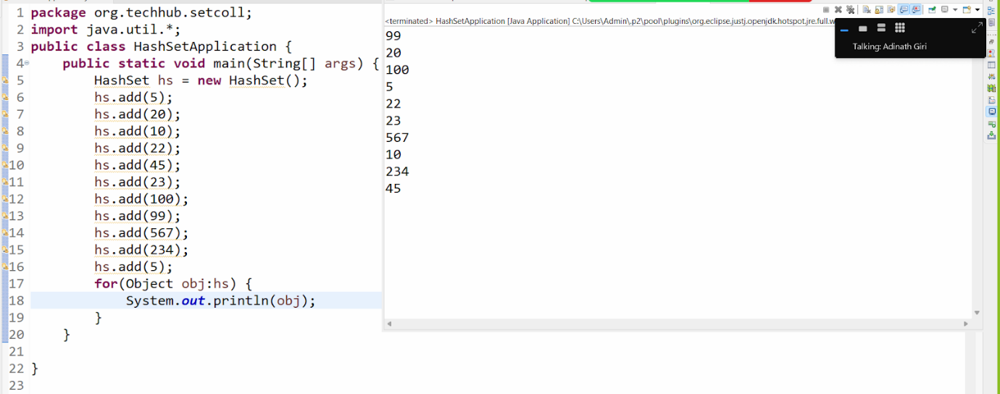 1 package org.techhub.setcoll;
2 import java.util.*;
3 public class HashSetApplication {
4 public static void main(String[] args) {
5 HashSet hs = new HashSet();
6 hs.add(5);
7 hs.add(20);
8 hs.add(10);
9 hs.add(22);
10 hs.add(45);
11 hs.add(23);
12 hs.add(100);
13 hs.add(99);
14 hs.add(567);
15 hs.add(234);
16 hs.add(5);
17 for(Object obj:hs) {
18 System.out.println(obj);
19 }
20 }
21
22 }
23
<terminated> HashSetApplication [Java Application] C:\Users\Admin\.p2\pool\plugins\org.eclipse.justj.openjdk.hotspot.jre.full.w
99
20
100
5
22
23
567
10
234
45
Talking: Adinath Giri